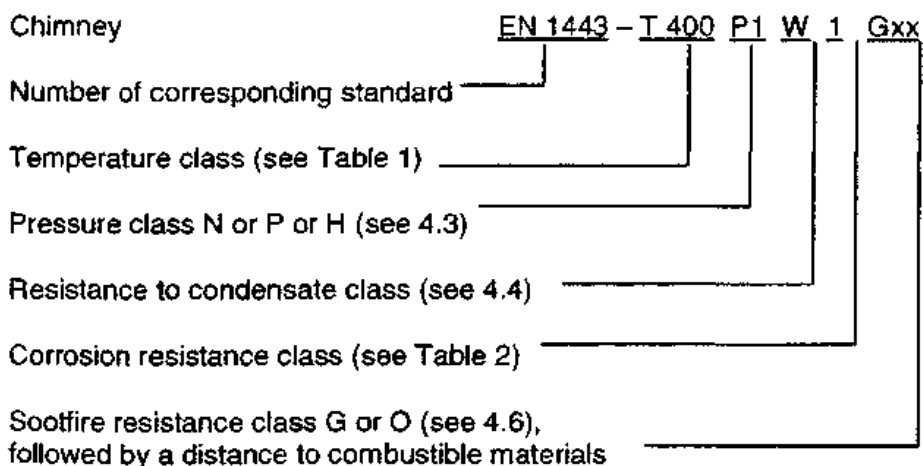 Chimney EN 1443 – T 400 P1 W 1 Gxx
Number of corresponding standard
Temperature class (see Table 1)
Pressure class N or P or H (see 4.3)
Resistance to condensate class (see 4.4)
Corrosion resistance class (see Table 2)
Sootfire resistance class G or O (see 4.6),
followed by a distance to combustible materials